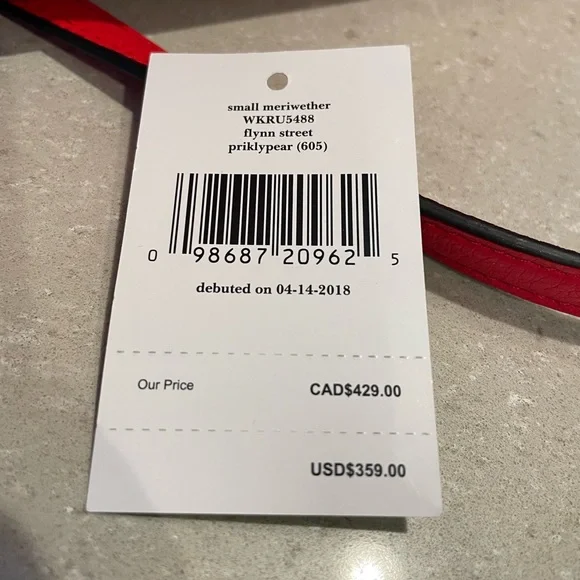 small meriwether
WKRU5488
flynn street
priklypear (605)
0 98687 20962 5
debuted on 04-14-2018
Our Price CAD$429.00
USD$359.00